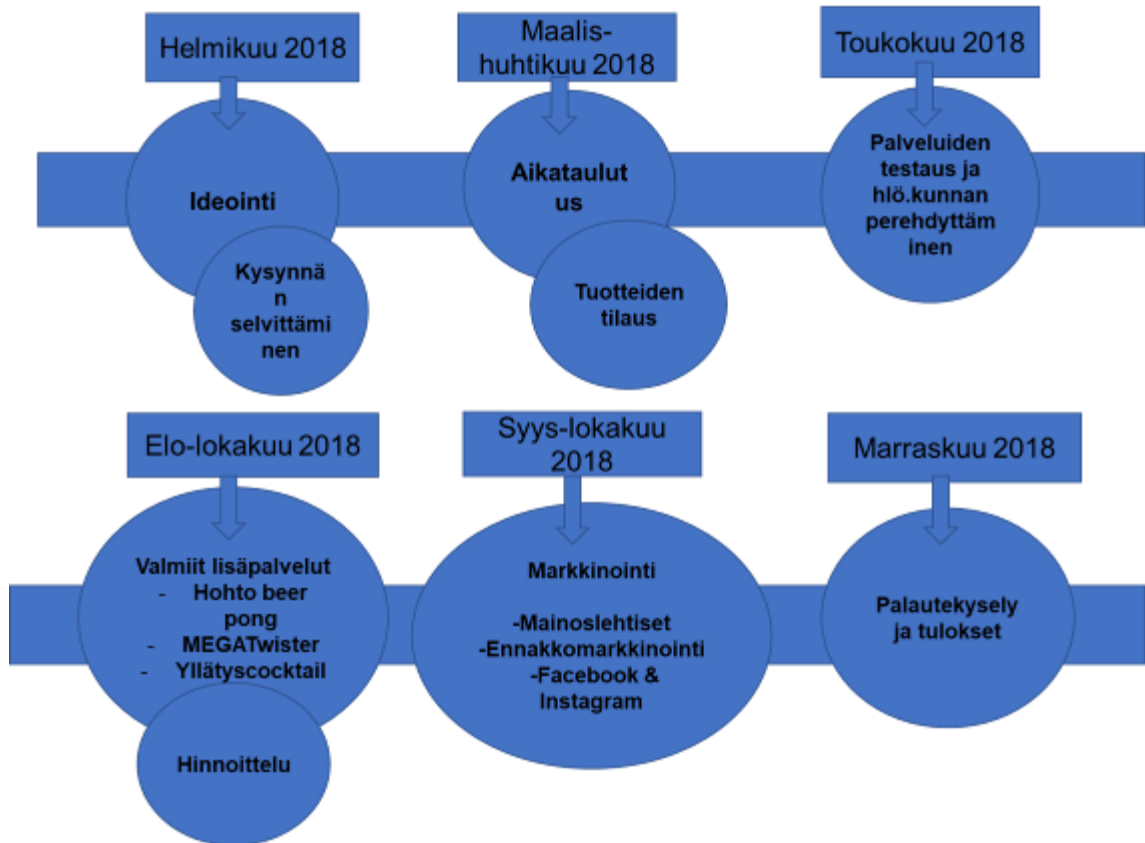 Helmikuu 2018
Maalis-
huhtikuu 2018
Toukokuu 2018
Ideointi
Kysynnä
n
selvittämi
nen
Aikataulut
us
Tuotteiden
tilaus
Palveluiden
testaus ja
hlö.kunnan
perehdyttäm
inen
Elo-lokakuu 2018
Syys-lokakuu
2018
Marraskuu 2018
Valmiit lisäpalvelut
- Hohto beer
pong
- MEGATwister
- Yllätyscocktail
Hinnoittelu
Markkinointi
-Mainoslehtiset
-Ennakkomarkkinointi
-Facebook &
Instagram
Palautekysely
ja tulokset